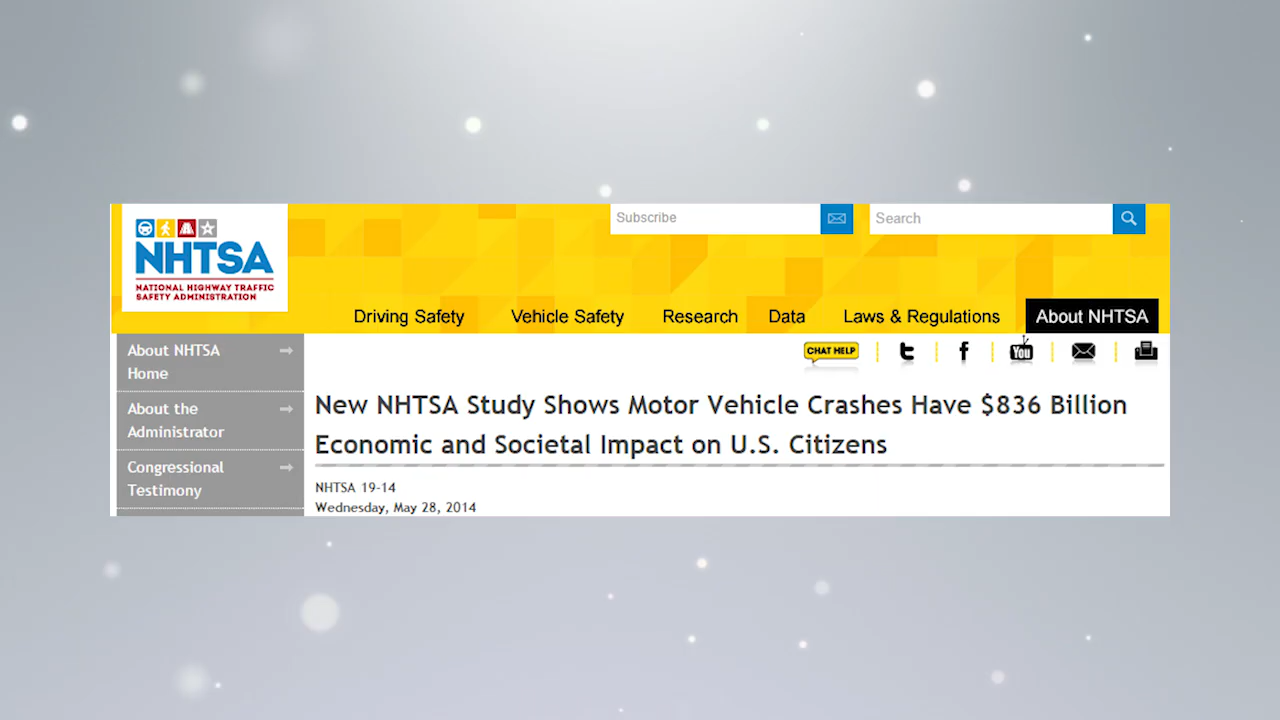 Subscribe
Search
NHTSA
NATIONAL HIGHWAY TRAFFIC
SAFETY ADMINISTRATION
Driving Safety Vehicle Safety Research Data Laws & Regulations About NHTSA
CHAT HELP
You
About NHTSA
Home
About the
Administrator
Congressional
Testimony
New NHTSA Study Shows Motor Vehicle Crashes Have $836 Billion
Economic and Societal Impact on U.S. Citizens
NHTSA 19-14
Wednesday, May 28, 2014